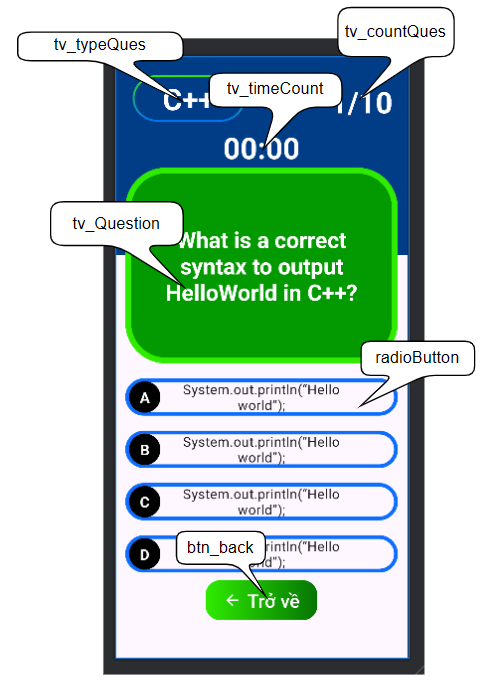 tv_typeQues
tv_countQues
tv_timeCount
C++
1/10
00:00
tv_Question
What is a correct
syntax to output
HelloWorld in C++?
radioButton
A
System.out.println("Hello
world");
B
System.out.println("Hello
world");
C
System.out.println("Hello
world");
btn_back
D
println("Hello
world");
← Trở về